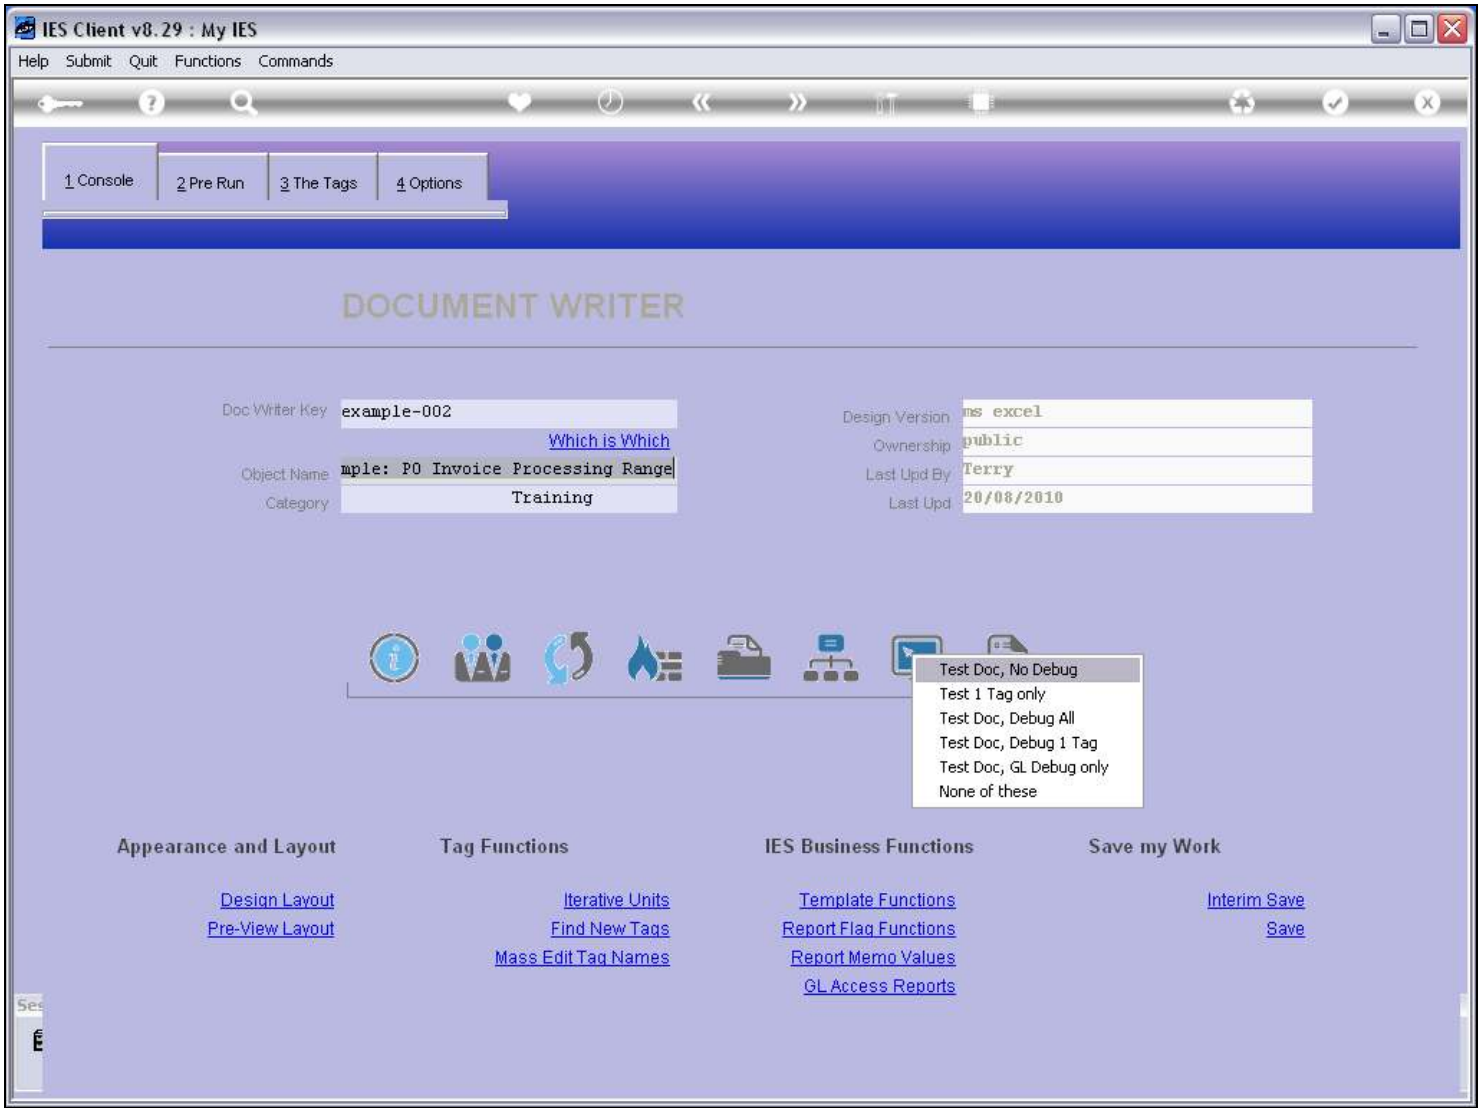 IES Client v8.29 : My IES
Help Submit Quit Functions Commands
1 Console 2 Pre Run 3 The Tags 4 Options
DOCUMENT WRITER
Doc Writer Key example-002
Which is Which
Object Name mple: PO Invoice Processing Range
Category Training
Design Version ms excel
Ownership public
Last Upd By Terry
Last Upd 20/08/2010
Test Doc, No Debug
Test 1 Tag only
Test Doc, Debug All
Test Doc, Debug 1 Tag
Test Doc, GL Debug only
None of these
Appearance and Layout
Design Layout
Pre-View Layout
Tag Functions
Iterative Units
Find New Tags
Mass Edit Tag Names
IES Business Functions
Template Functions
Report Flag Functions
Report Memo Values
GL Access Reports
Save my Work
Interim Save
Save